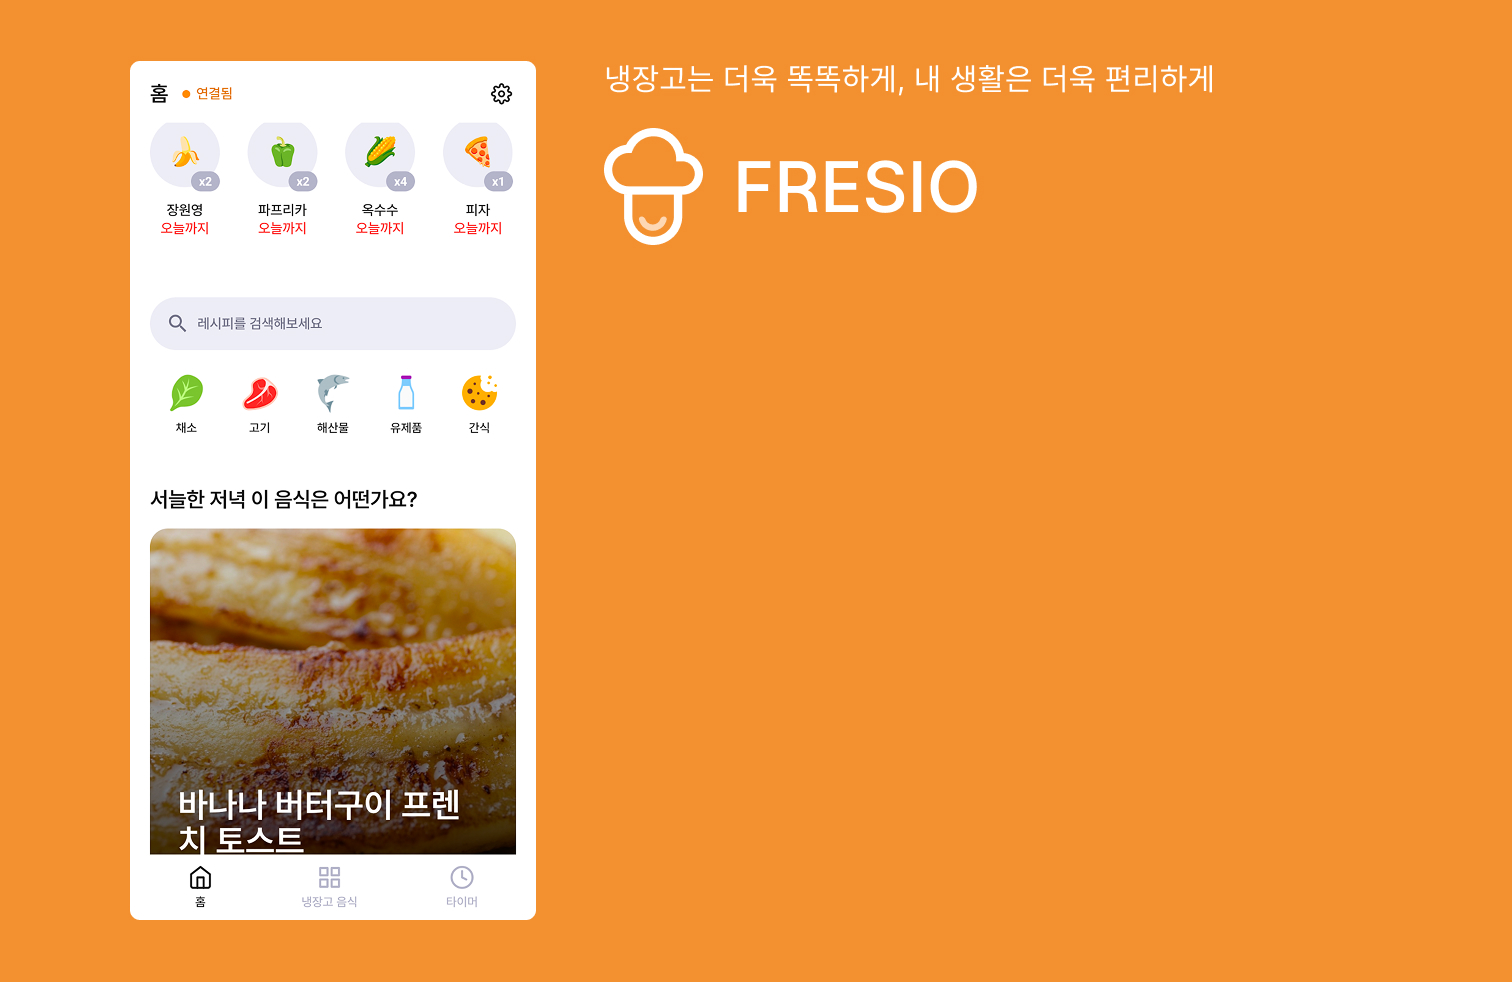 홈
연결됨
x2
x2
x4
x1
장원영
파프리카
옥수수
피자
오늘까지
오늘까지
오늘까지
오늘까지
레시피를 검색해보세요
채소
고기
해산물
유제품
간식
서늘한 저녁 이 음식은 어떤가요?
바나나 버터구이 프렌
치 토스트
홈
냉장고 음식
타이머
냉장고는 더욱 똑똑하게, 내 생활은 더욱 편리하게
FRESIO